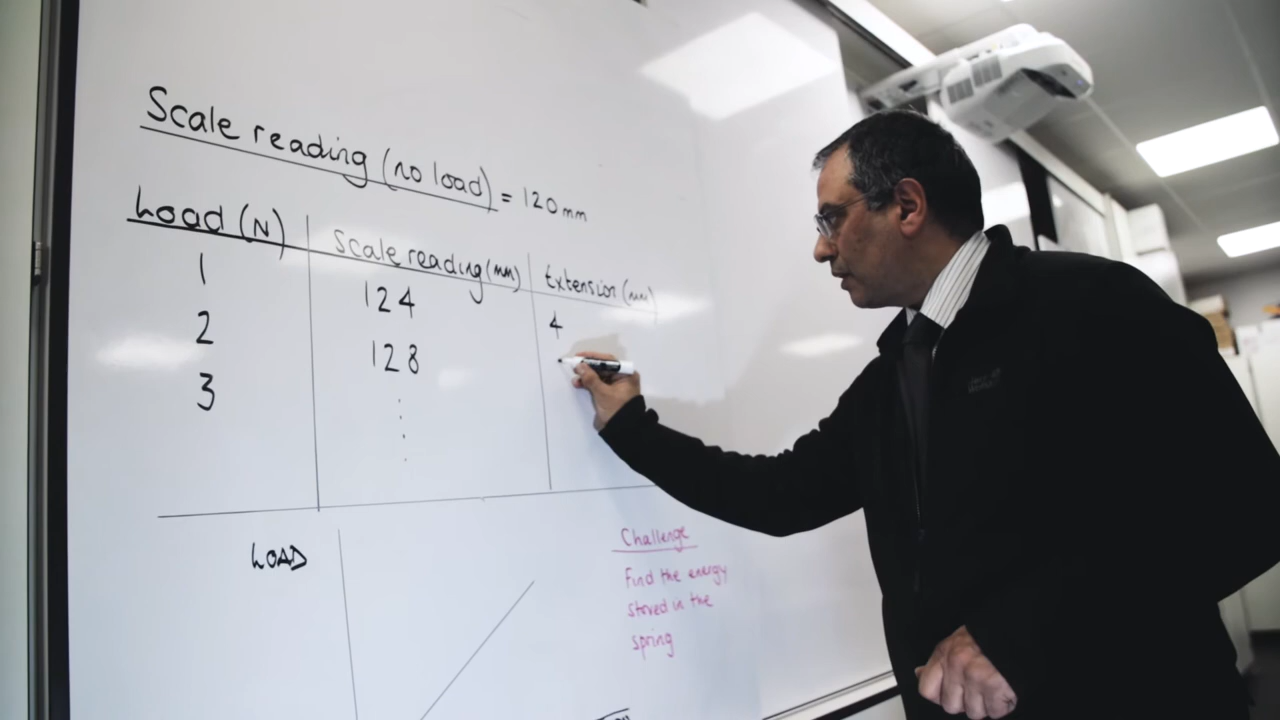 Scale reading (no load) = 120mm
Load (N) Scale reading (mm) Extension (mm)
1 124 4
2 128
3
LOAD
Challenge
Find the energy
stored in the
spring